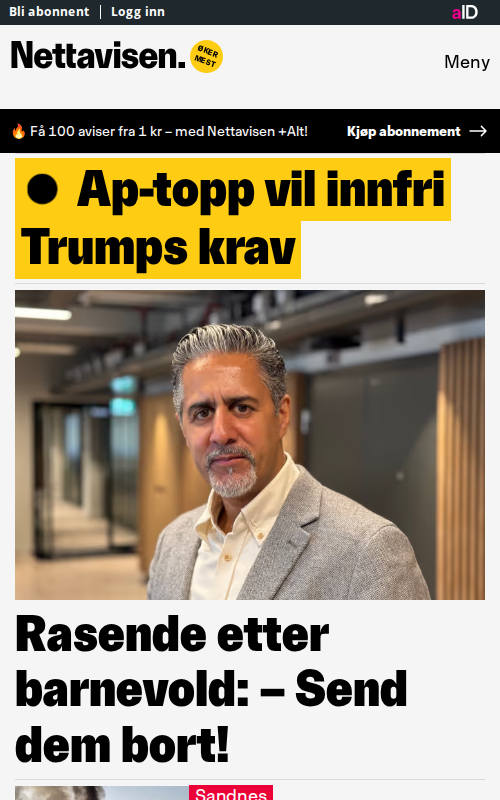 Bli abonnent | Logg inn aID
Nettavisen.
ØKER
MEST
Meny
Få 100 aviser fra 1 kr – med Nettavisen +Alt! Kjøp abonnement
Ap-topp vil innfri
Trumps krav
Rasende etter
barnevold: – Send
dem bort!
Sandnes